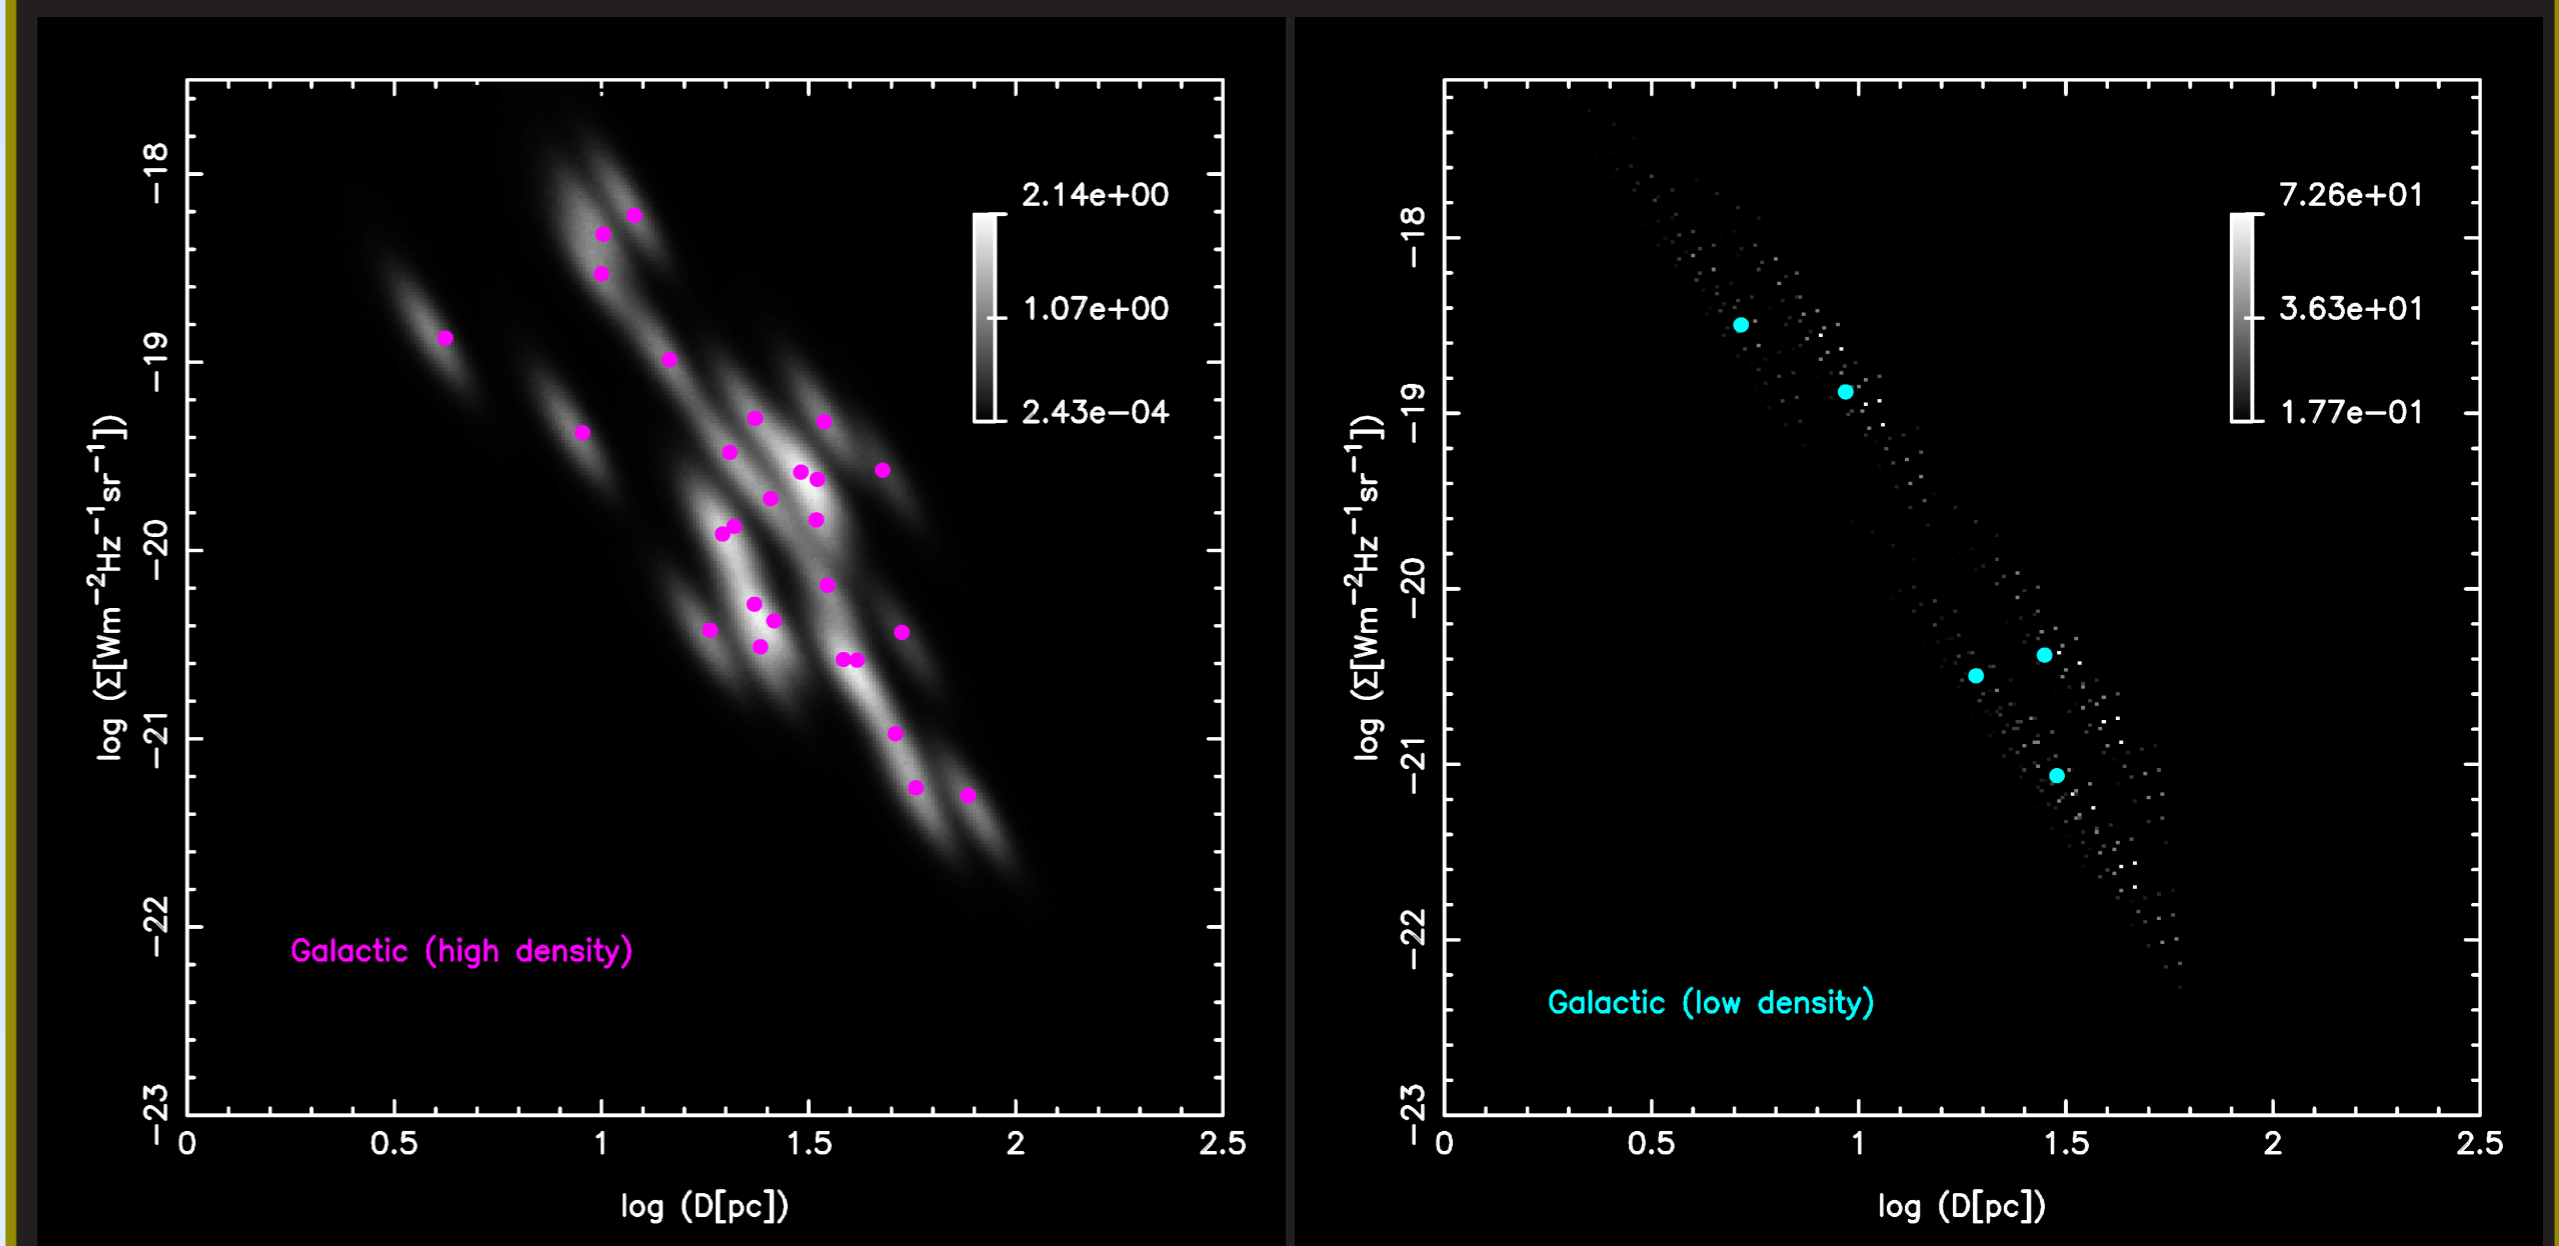 2.14e+00
1.07e+00
2.43e−04
−18
−19
−20
−21
−22
−23
log (Σ[Wm⁻²Hz⁻¹sr⁻¹])
Galactic (high density)
0 0.5 1 1.5 2 2.5
log (D[pc])
7.26e+01
3.63e+01
1.77e−01
−18
−19
−20
−21
−22
−23
log (Σ[Wm⁻²Hz⁻¹sr⁻¹])
Galactic (low density)
0 0.5 1 1.5 2 2.5
log (D[pc])